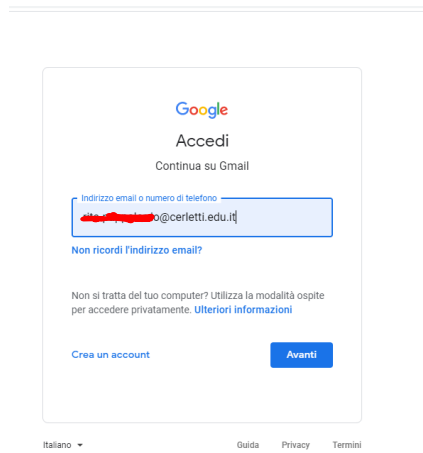 Google
Accedi
Continua su Gmail
Indirizzo email o numero di telefono
o@cerletti.edu.it
Non ricordi l'indirizzo email?
Non si tratta del tuo computer? Utilizza la modalità ospite
per accedere privatamente. Ulteriori informazioni
Crea un account
Avanti
Italiano
Guida
Privacy
Termini